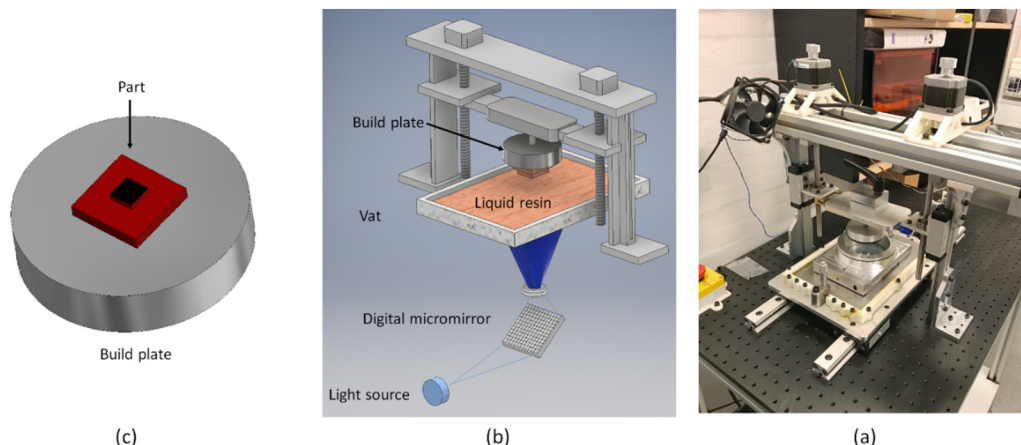 Part
Build plate
(c)
Build plate
Liquid resin
Vat
Digital micromirror
Light source
(b)
(a)